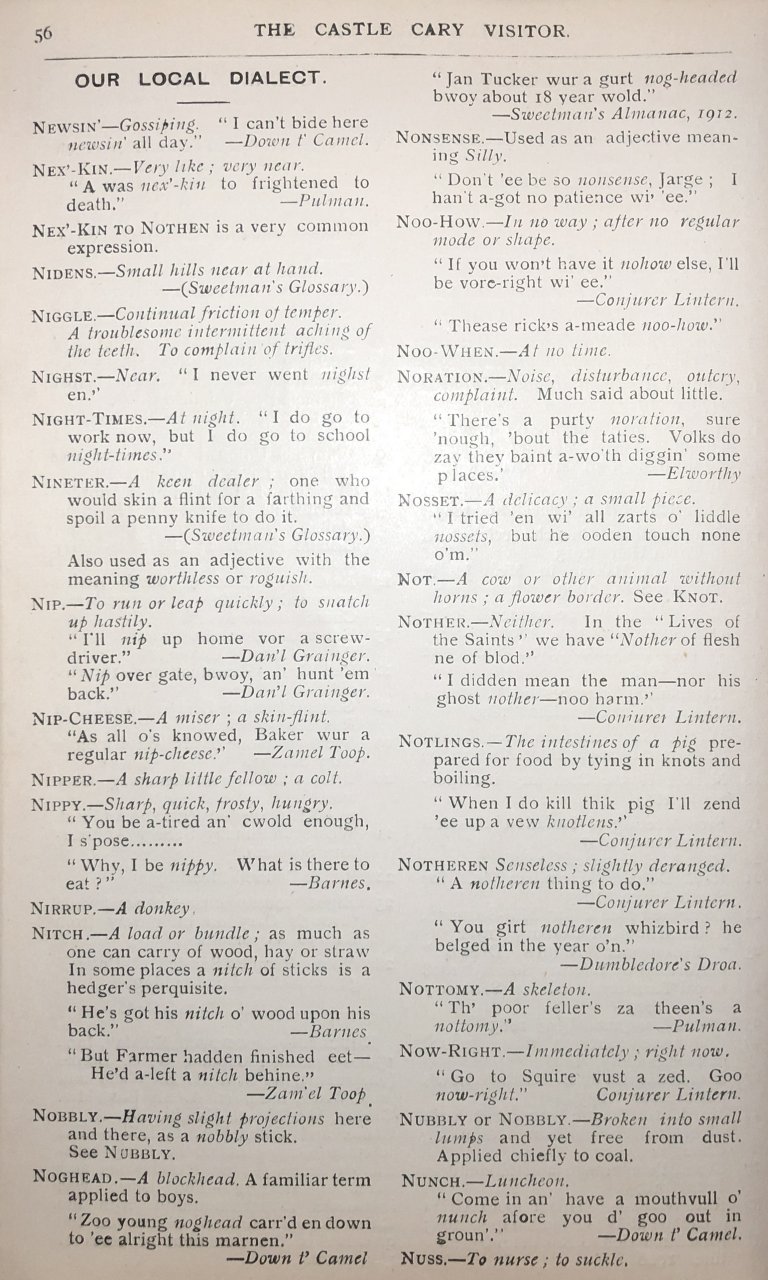 56
THE CASTLE CARY VISITOR.
OUR LOCAL DIALECT.
NEWSIN'—Gossiping. "I can't bide here
newsin' all day." —Down t' Camel.
NEX'-KIN.—Very like ; very near.
"A was nex'-kin to frightened to
death." —Pulman.
NEX'-KIN TO NOTHEN is a very common
expression.
NIDENS.—Small hills near at hand.
—(Sweetman's Glossary.)
NIGGLE.—Continual friction of temper.
A troublesome intermittent aching of
the teeth. To complain of trifles.
NIGHST.—Near. "I never went nighst
en.'
NIGHT-TIMES.—At night. "I do go to
work now, but I do go to school
night-times."
NINETER.—A keen dealer ; one who
would skin a flint for a farthing and
spoil a penny knife to do it.
—(Sweetman's Glossary.)
Also used as an adjective with the
meaning worthless or roguish.
NIP.—To run or leap quickly ; to snatch
up hastily.
"I'll nip up home vor a screw-
driver." —Dan'l Grainger.
"Nip over gate, bwoy, an' hunt 'em
back." —Dan'l Grainger.
NIP-CHEESE.—A miser ; a skin-flint.
"As all o's knowed, Baker wur a
regular nip-cheese.' —Zamel Toop.
NIPPER.—A sharp little fellow ; a colt.
NIPPY.—Sharp, quick, frosty, hungry.
"You be a-tired an' cwold enough,
I s'pose.........
"Why, I be nippy. What is there to
eat ?" —Barnes.
NIRRUP.—A donkey.
NITCH.—A load or bundle ; as much as
one can carry of wood, hay or straw
In some places a nitch of sticks is a
hedger's perquisite.
"He's got his nitch o' wood upon his
back." —Barnes.
"But Farmer hadden finished eet—
He'd a-left a nitch behine."
—Zam'el Toop.
NOBBLY.—Having slight projections here
and there, as a nobbly stick.
See NUBBLY.
NOGHEAD.—A blockhead. A familiar term
applied to boys.
"Zoo young noghead carr'd en down
to 'ee alright this marnen."
—Down t' Camel
"Jan Tucker wur a gurt nog-headed
bwoy about 18 year wold."
—Sweetman's Almanac, 1912.
NONSENSE.—Used as an adjective mean-
ing Silly.
"Don't 'ee be so nonsense, Jarge ; I
han't a-got no patience wi' 'ee."
NOO-HOW.—In no way ; after no regular
mode or shape.
"If you won't have it nohow else, I'll
be vore-right wi' ee."
—Conjurer Lintern.
"Thease rick's a-meade noo-how."
NOO-WHEN.—At no time.
NORATION.—Noise, disturbance, outcry,
complaint. Much said about little.
"There's a purty noration, sure
'nough, 'bout the taties. Volks do
zay they baint a-wo'th diggin' some
places.' —Elworthy
NOSSET.—A delicacy ; a small piece.
"I tried 'en wi' all zarts o' liddle
nossets, but he ooden touch none
o'm."
NOT.—A cow or other animal without
horns ; a flower border. See KNOT.
NOTHER.—Neither. In the "Lives of
the Saints" we have "Nother of flesh
ne of blod.'
"I didden mean the man—nor his
ghost nother—noo harm.'
—Conjurer Lintern.
NOTLINGS.—The intestines of a pig pre-
pared for food by tying in knots and
boiling.
"When I do kill thik pig I'll zend
'ee up a vew knotlens.'
—Conjurer Lintern.
NOTHEREN Senseless ; slightly deranged.
"A notheren thing to do."
—Conjurer Lintern.
"You girt notheren whizbird ? he
belged in the year o'n."
—Dumbledore's Droa.
NOTTOMY.—A skeleton.
"Th' poor feller's za theen's a
nottomy." —Pulman.
NOW-RIGHT.—Immediately ; right now.
"Go to Squire vust a zed. Goo
now-right." Conjurer Lintern.
NUBBLY or NOBBLY.—Broken into small
lumps and yet free from dust.
Applied chiefly to coal.
NUNCH.—Luncheon.
"Come in an' have a mouthvull o'
nunch afore you d' goo out in
groun'." —Down t' Camel.
NUSS.—To nurse ; to suckle.